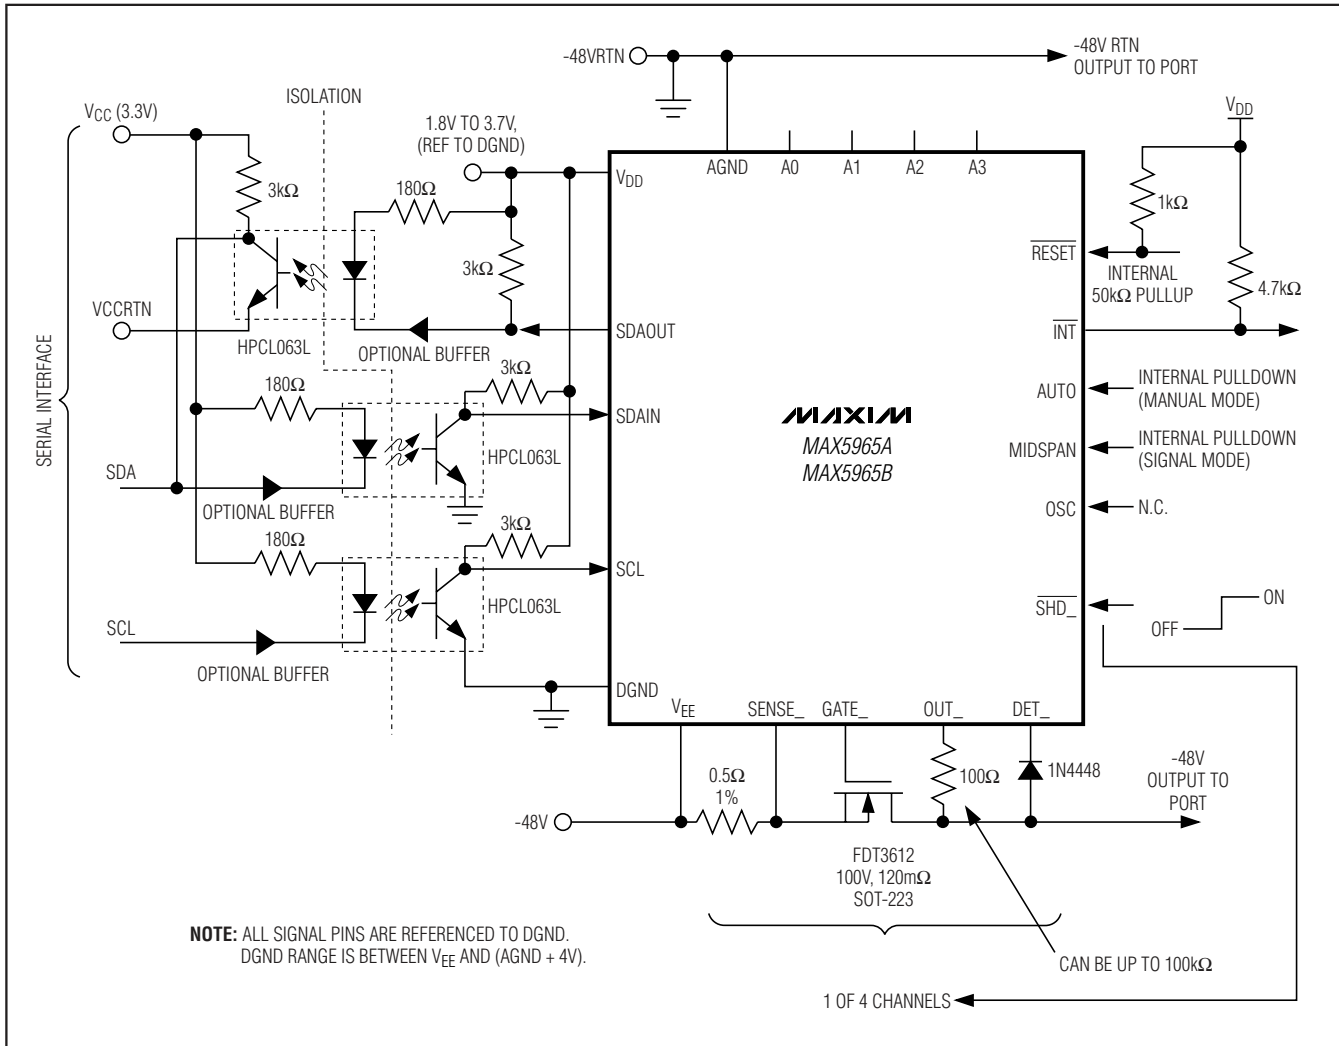 -48VRTN
-48V RTN
OUTPUT TO PORT
ISOLATION
VCC (3.3V)
1.8V TO 3.7V,
(REF TO DGND)
VDD
3kΩ
180Ω
VDD
AGND
A0
A1
A2
A3
1kΩ
RESET
INTERNAL
50kΩ PULLUP
3kΩ
4.7kΩ
VCCRTN
HPCL063L
OPTIONAL BUFFER
SDAOUT
INT
SERIAL INTERFACE
180Ω
3kΩ
SDAIN
HPCL063L
MAXIM
MAX5965A
MAX5965B
AUTO
INTERNAL PULLDOWN
(MANUAL MODE)
MIDSPAN
INTERNAL PULLDOWN
(SIGNAL MODE)
SDA
OPTIONAL BUFFER
OSC
N.C.
180Ω
3kΩ
SCL
HPCL063L
SHD_
OFF
ON
SCL
OPTIONAL BUFFER
DGND
VEE
SENSE_
GATE_
OUT_
DET_
0.5Ω
1%
100Ω
1N4448
-48V
OUTPUT TO
PORT
-48V
FDT3612
100V, 120mΩ
SOT-223
NOTE: ALL SIGNAL PINS ARE REFERENCED TO DGND.
DGND RANGE IS BETWEEN VEE AND (AGND + 4V).
CAN BE UP TO 100kΩ
1 OF 4 CHANNELS